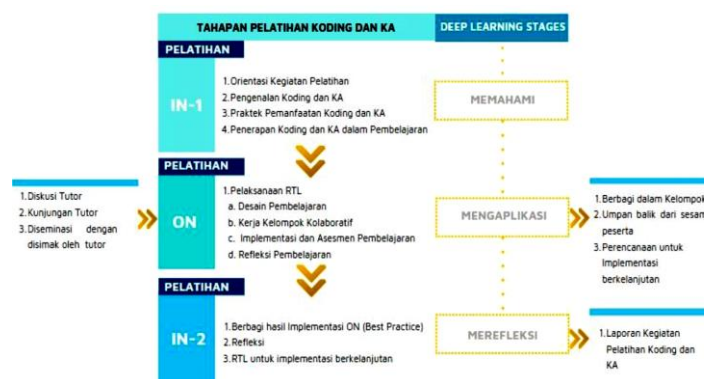 TAHAPAN PELATIHAN KODING DAN KA
DEEP LEARNING STAGES
PELATIHAN
IN-1
1.Orientasi Kegiatan Pelatihan
2.Pengenalan Koding dan KA
3.Praktek Pemanfaatan Koding dan KA
4.Penerapan Koding dan KA dalam Pembelajaran
MEMAHAMI
1.Diskusi Tutor
2.Kunjungan Tutor
3.Diseminasi dengan
disimak oleh tutor
PELATIHAN
ON
1.Pelaksanaan RTL
a. Desain Pembelajaran
b. Kerja Kelompok Kolaboratif
c. Implementasi dan Asesmen Pembelajaran
d. Refleksi Pembelajaran
MENGAPLIKASI
1.Berbagi dalam Kelompok
2.Umpan balik dari sesam
peserta
3.Perencanaan untuk
Implementasi
berkelanjutan
PELATIHAN
IN-2
1.Berbagi hasil Implementasi ON (Best Practice)
2.Refleksi
3.RTL untuk implementasi berkelanjutan
MEREFLEKSI
1.Laporan Kegiatan
Pelatihan Koding dan
KA